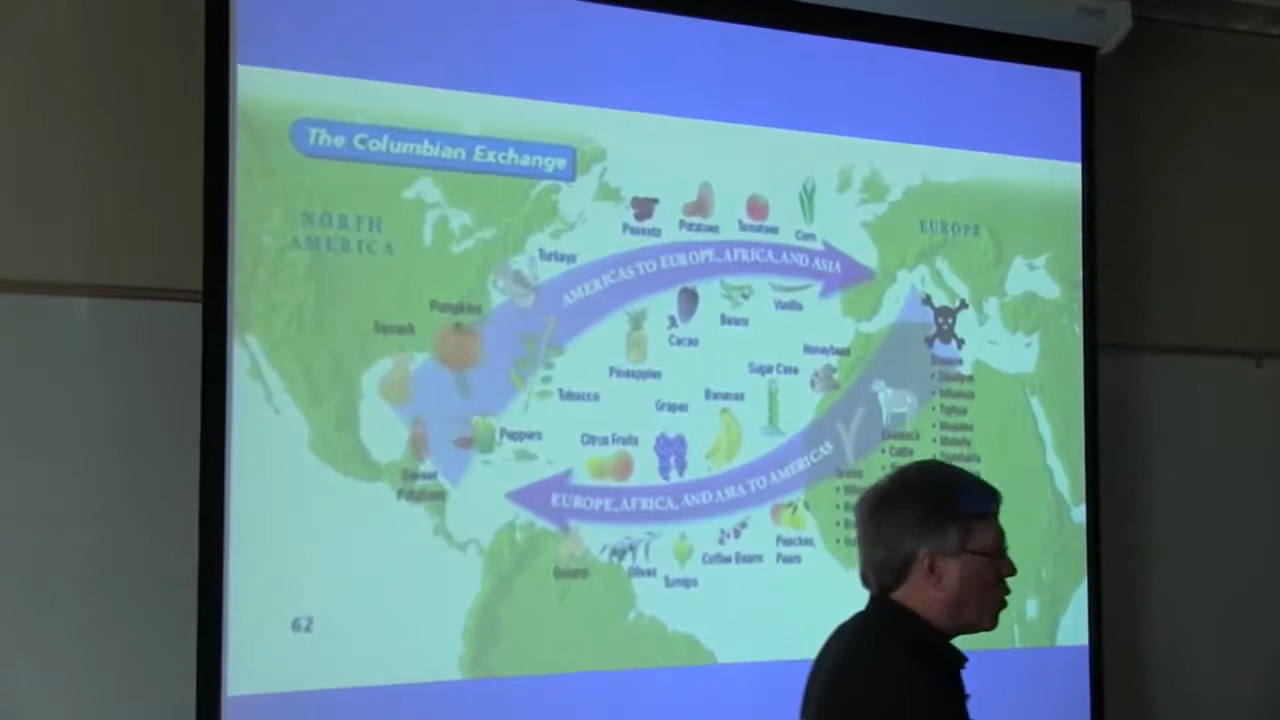 The Columbian Exchange
NORTH
AMERICA
EUROPE
Peanuts
Potatoes
Tomatoes
Corn
Turkeys
AMERICAS TO EUROPE, AFRICA, AND ASIA
Pumpkins
Squash
Cacao
Beans
Vanilla
Pineapples
Tobacco
Peppers
Sweet
Potatoes
Honeybees
Sugar Cane
Bananas
Grapes
Citrus Fruits
EUROPE, AFRICA, AND ASIA TO AMERICAS
Disease
• Smallpox
• Influenza
• Typhus
• Measles
• Malaria
• Diphtheria
Livestock
• Cattle
Grains
Onions
Olives
Turnips
Coffee Beans
Peaches,
Pears
62